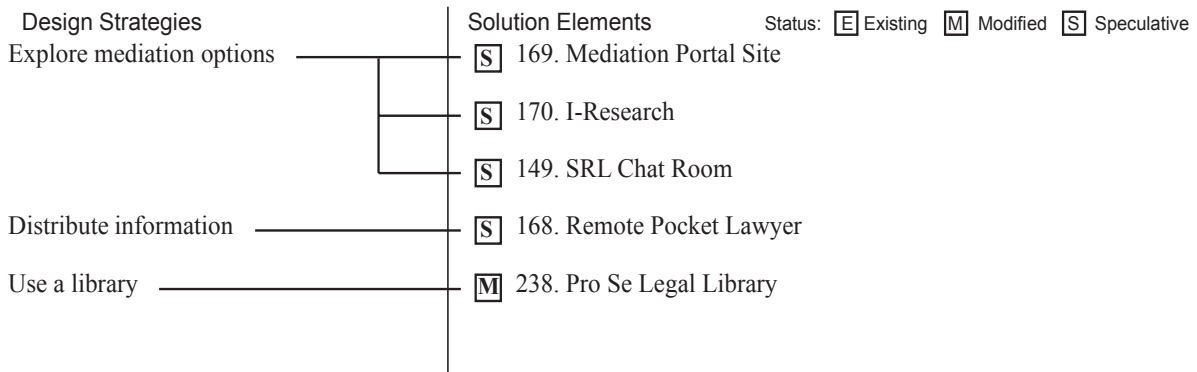 Design Strategies Solution Elements Status: E Existing M Modified S Speculative
Explore mediation options S 169. Mediation Portal Site
S 170. I-Research
S 149. SRL Chat Room
Distribute information S 168. Remote Pocket Lawyer
Use a library M 238. Pro Se Legal Library